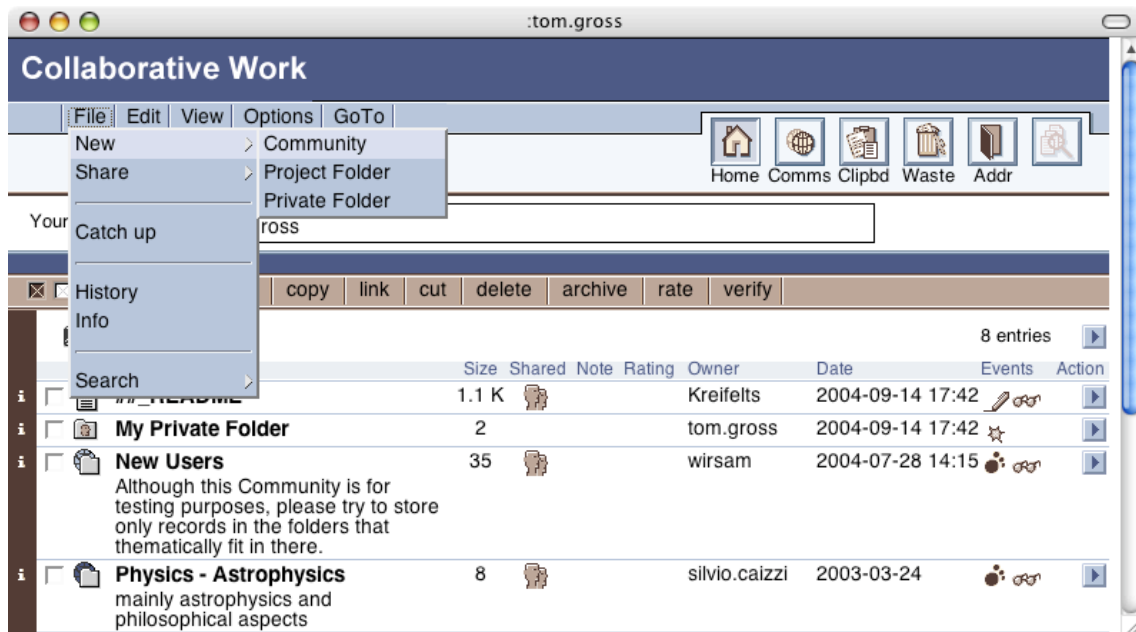 :tom.gross
Collaborative Work
File Edit View Options GoTo
New Community
Share Project Folder
Private Folder
Catch up
History
Info
Search
Home Comms Clipbd Waste Addr
Your
ross
copy link cut delete archive rate verify
8 entries
Size Shared Note Rating Owner Date Events Action
##_README 1.1 K Kreifelts 2004-09-14 17:42
My Private Folder 2 tom.gross 2004-09-14 17:42
New Users 35 wirsam 2004-07-28 14:15
Although this Community is for
testing purposes, please try to store
only records in the folders that
thematically fit in there.
Physics - Astrophysics 8 silvio.caizzi 2003-03-24
mainly astrophysics and
philosophical aspects